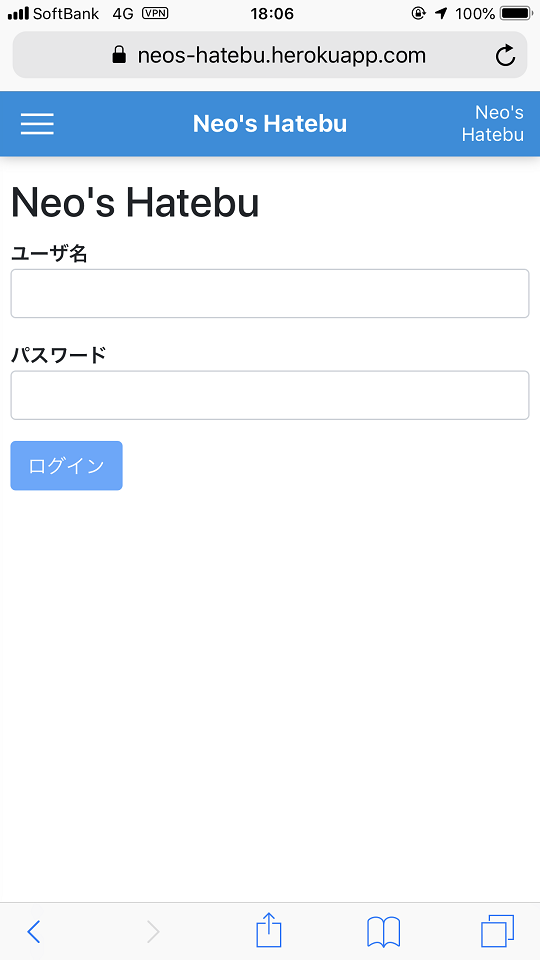 SoftBank 4G VPN 18:06 100%
neos-hatebu.herokuapp.com
Neo's Hatebu
Neo's
Hatebu
Neo's Hatebu
ユーザ名
パスワード
ログイン